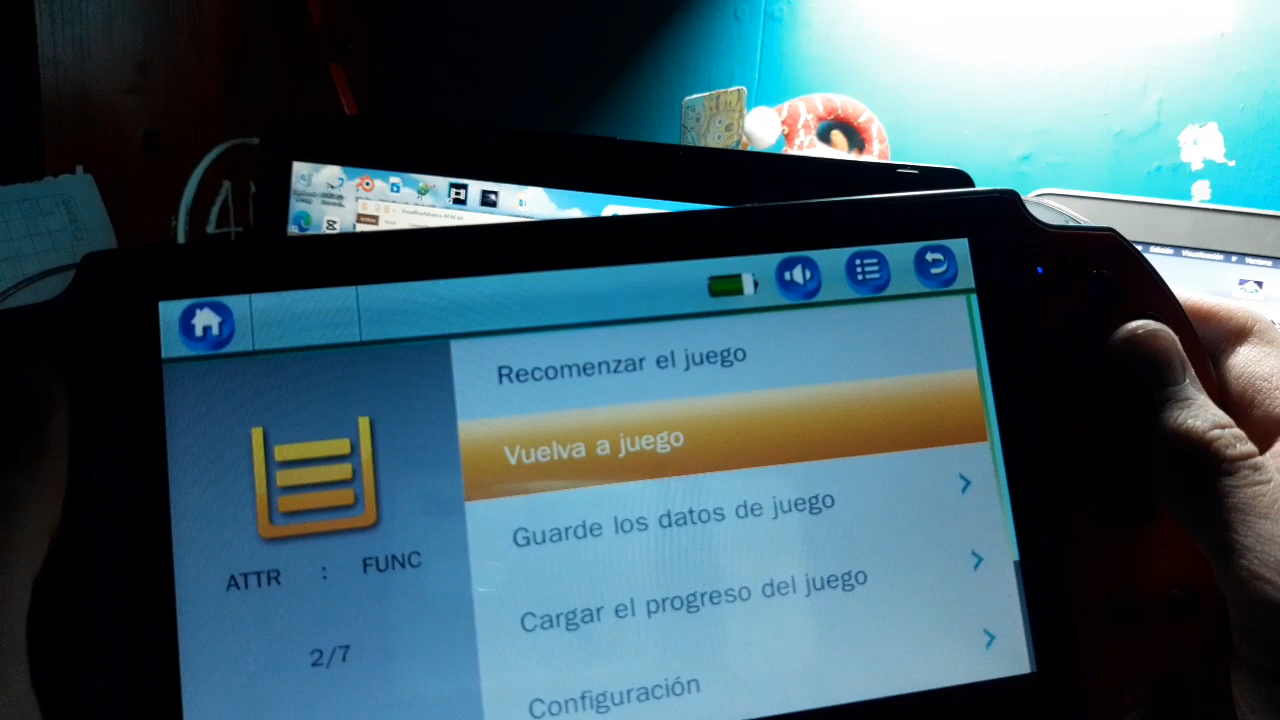 Recomenzar el juego
Vuelva a juego
Guarde los datos de juego
Cargar el progreso del juego
Configuración
ATTR : FUNC
2/7